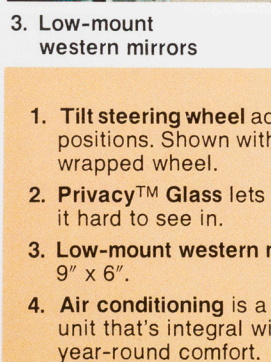 3. Low-mount
western mirrors
1. Tilt steering wheel
positions. Shown with
wrapped wheel.
2. Privacy™ Glass lets
it hard to see in.
3. Low-mount western
9" x 6".
4. Air conditioning is a
unit that's integral
year-round comfort.